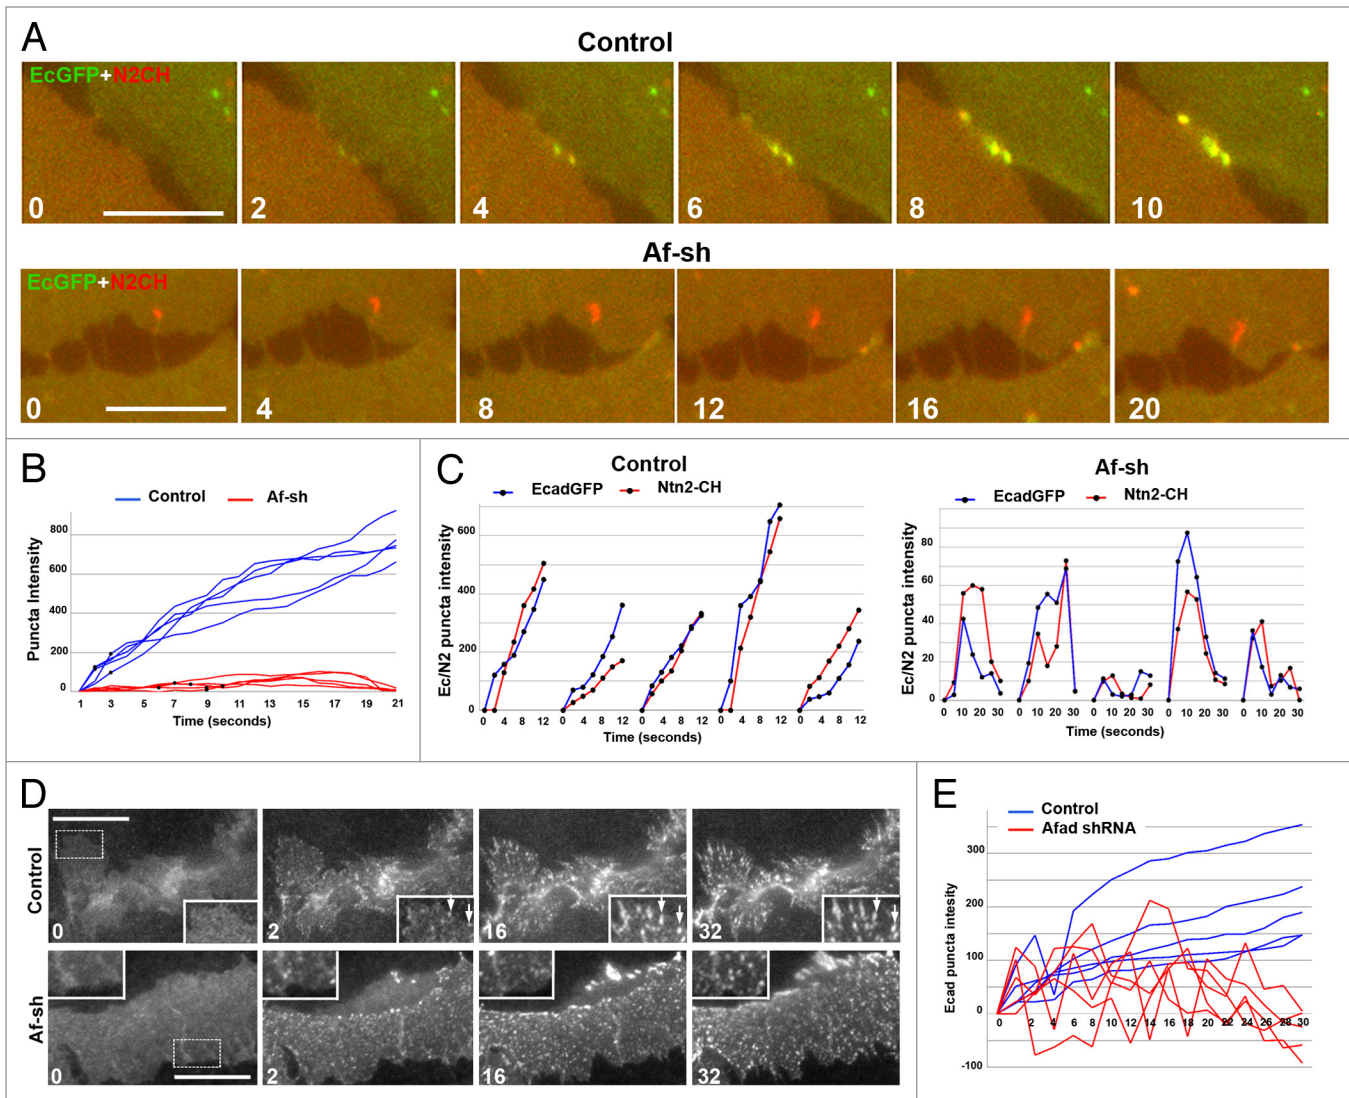 A
Control
EcGFP+N2CH
0 2 4 6 8 10
Af-sh
EcGFP+N2CH
0 4 8 12 16 20
B
Control Af-sh
Puncta Intensity
800
600
400
200
0
1 3 5 7 9 11 13 15 17 19 21
Time (seconds)
C
Control
EcadGFP Ntn2-CH
Ec/N2 puncta intensity
600
400
200
0
0 4 8 12 0 4 8 12 0 4 8 12 0 4 8 12 0 4 8 12
Time (seconds)
Af-sh
EcadGFP Ntn2-CH
Ec/N2 puncta intensity
80
60
40
20
0
0 10 20 30 0 10 20 30 0 10 20 30 0 10 20 30 0 10 20 30
Time (seconds)
D
Control
0 2 16 32
Af-sh
0 2 16 32
E
Control
Afad shRNA
Ecad puncta intesity
300
200
100
0
-100
0 2 4 6 8 10 12 14 16 18 20 22 24 26 28 30